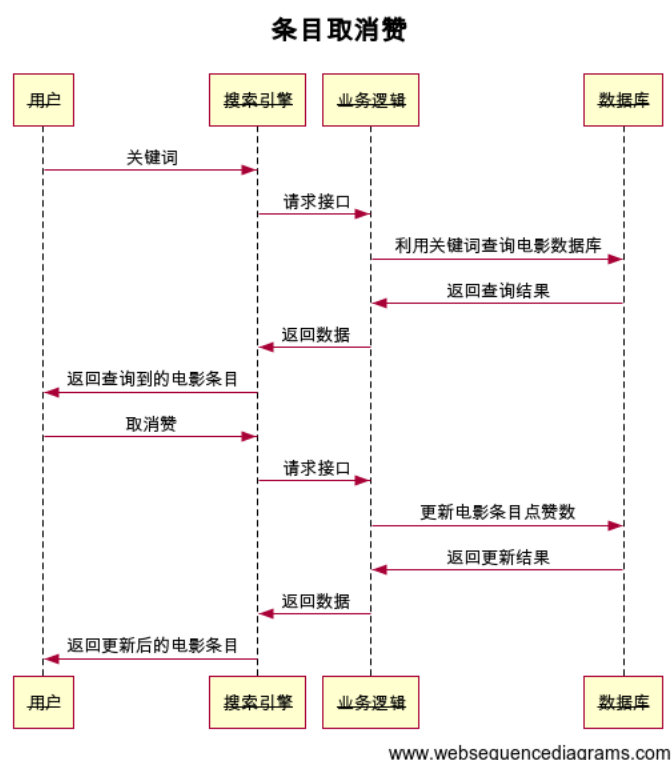 条目取消赞
用户 搜索引擎 业务逻辑 数据库
关键词
请求接口
利用关键词查询电影数据库
返回查询结果
返回数据
返回查询到的电影条目
取消赞
请求接口
更新电影条目点赞数
返回更新结果
返回数据
返回更新后的电影条目
用户 搜索引擎 业务逻辑 数据库
www.websequencediagrams.com